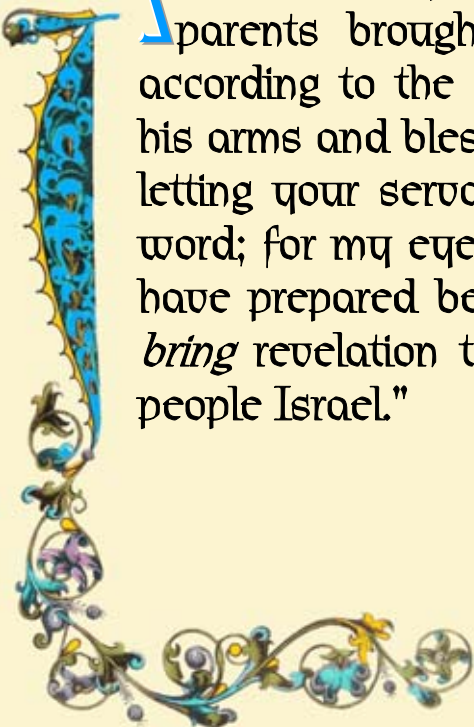 parents brough
according to the
his arms and bles
letting your serva
word; for my eye
have prepared be
bring revelation t
people Israel."